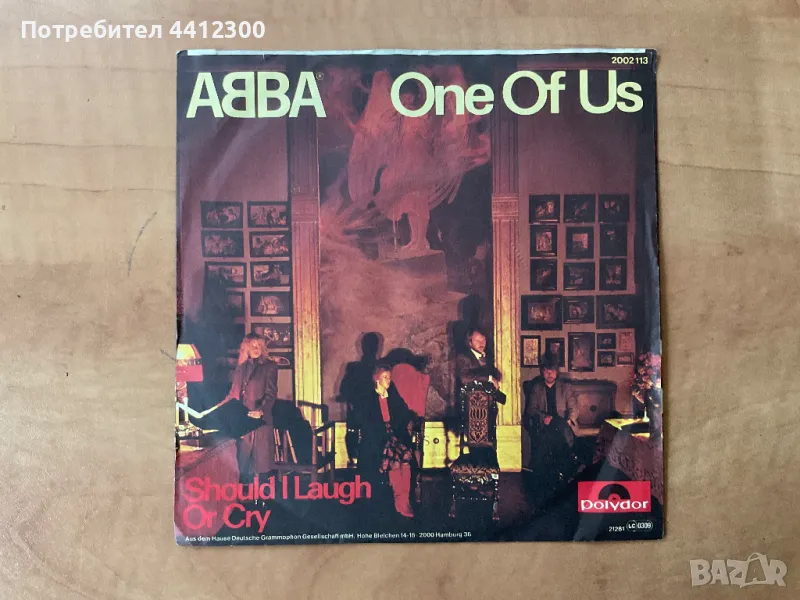 Потребител 4412300
2002 113
ABBA® One Of Us
Should I Laugh
Or Cry
polydor
21281 LC 0309
Aus dem Hause Deutsche Grammophon Gesellschaft mbH, Hohe Bleichen 14-16 · 2000 Hamburg 36
BAZAR